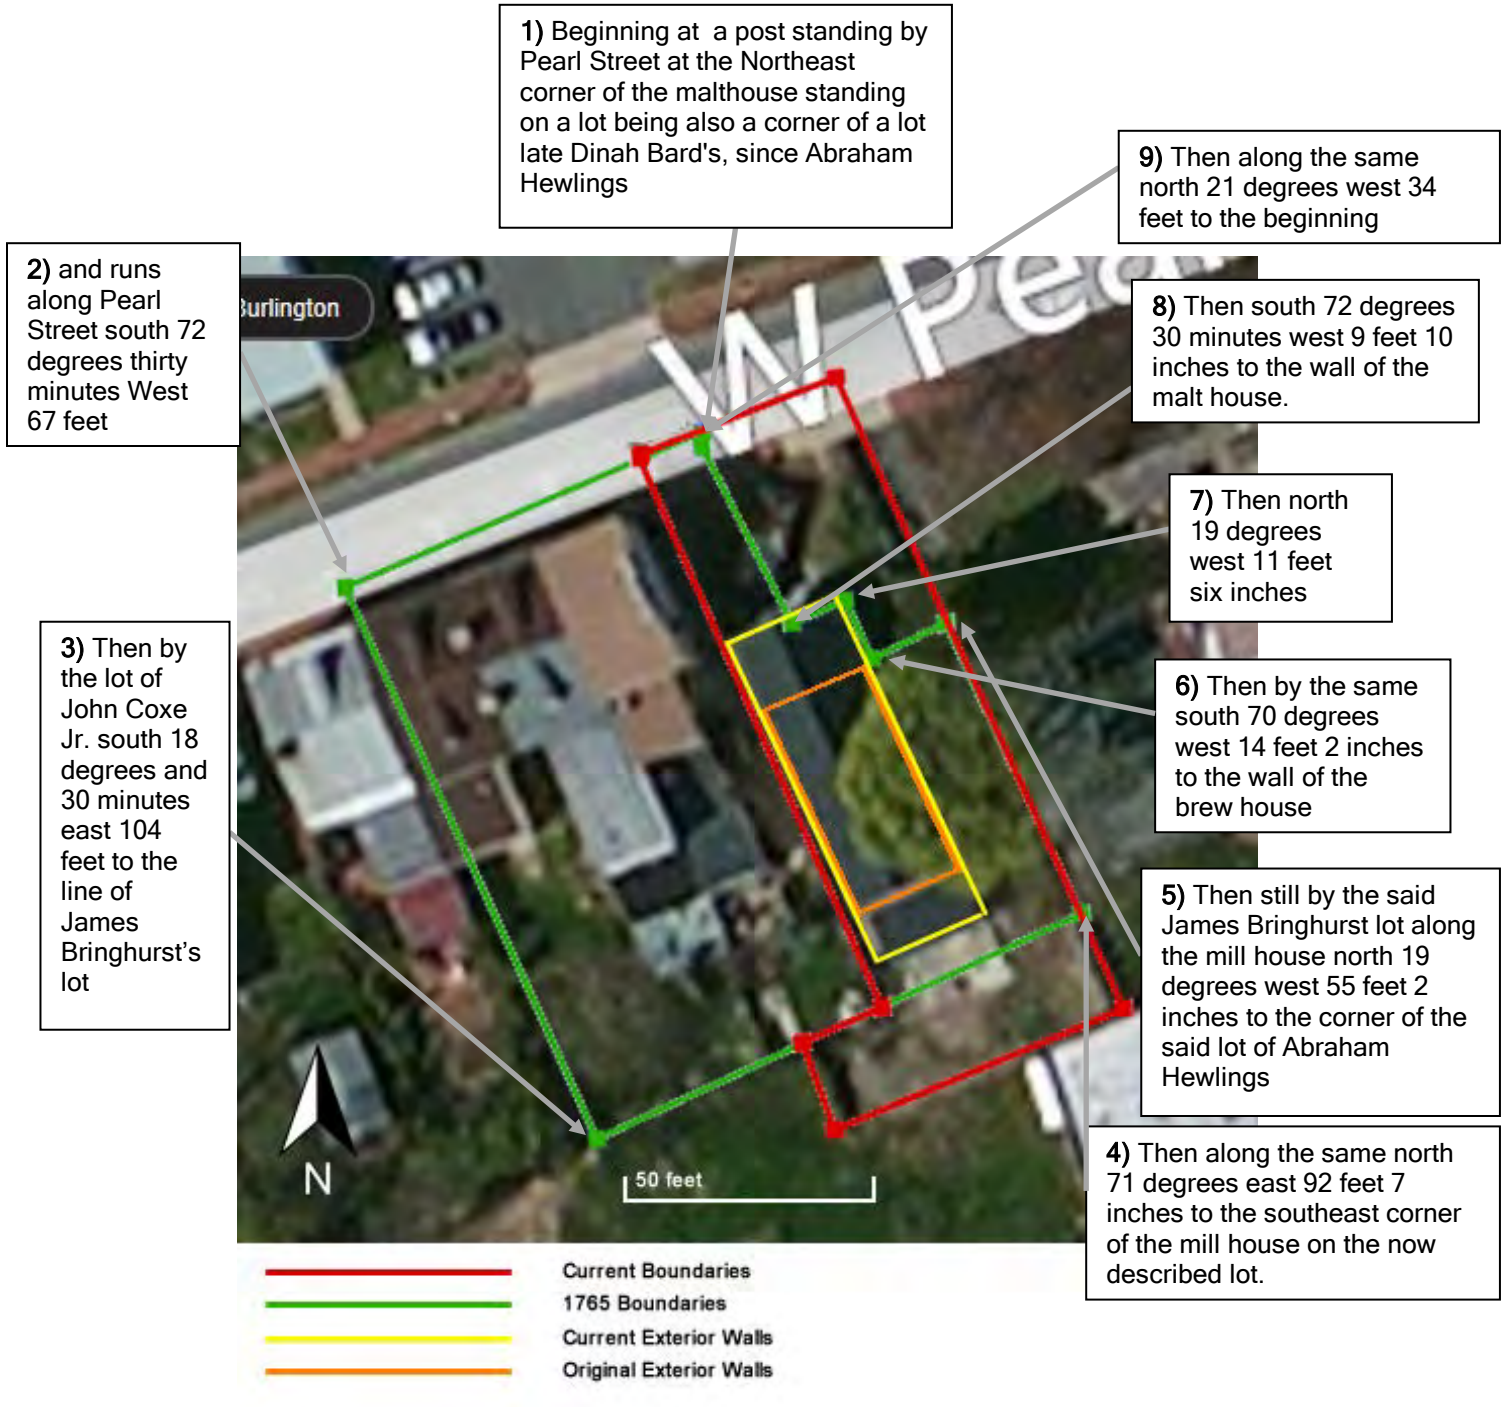 1) Beginning at a post standing by
Pearl Street at the Northeast
corner of the malthouse standing
on a lot being also a corner of a lot
late Dinah Bard's, since Abraham
Hewlings
2) and runs
along Pearl
Street south 72
degrees thirty
minutes West
67 feet
3) Then by
the lot of
John Coxe
Jr. south 18
degrees and
30 minutes
east 104
feet to the
line of
James
Bringhurst’s
lot
9) Then along the same
north 21 degrees west 34
feet to the beginning
8) Then south 72 degrees
30 minutes west 9 feet 10
inches to the wall of the
malt house.
7) Then north
19 degrees
west 11 feet
six inches
6) Then by the same
south 70 degrees
west 14 feet 2 inches
to the wall of the
brew house
5) Then still by the said
James Bringhurst lot along
the mill house north 19
degrees west 55 feet 2
inches to the corner of the
said lot of Abraham
Hewlings
4) Then along the same north
71 degrees east 92 feet 7
inches to the southeast corner
of the mill house on the now
described lot.
Burlington
W Pear
N
50 feet
Current Boundaries
1765 Boundaries
Current Exterior Walls
Original Exterior Walls